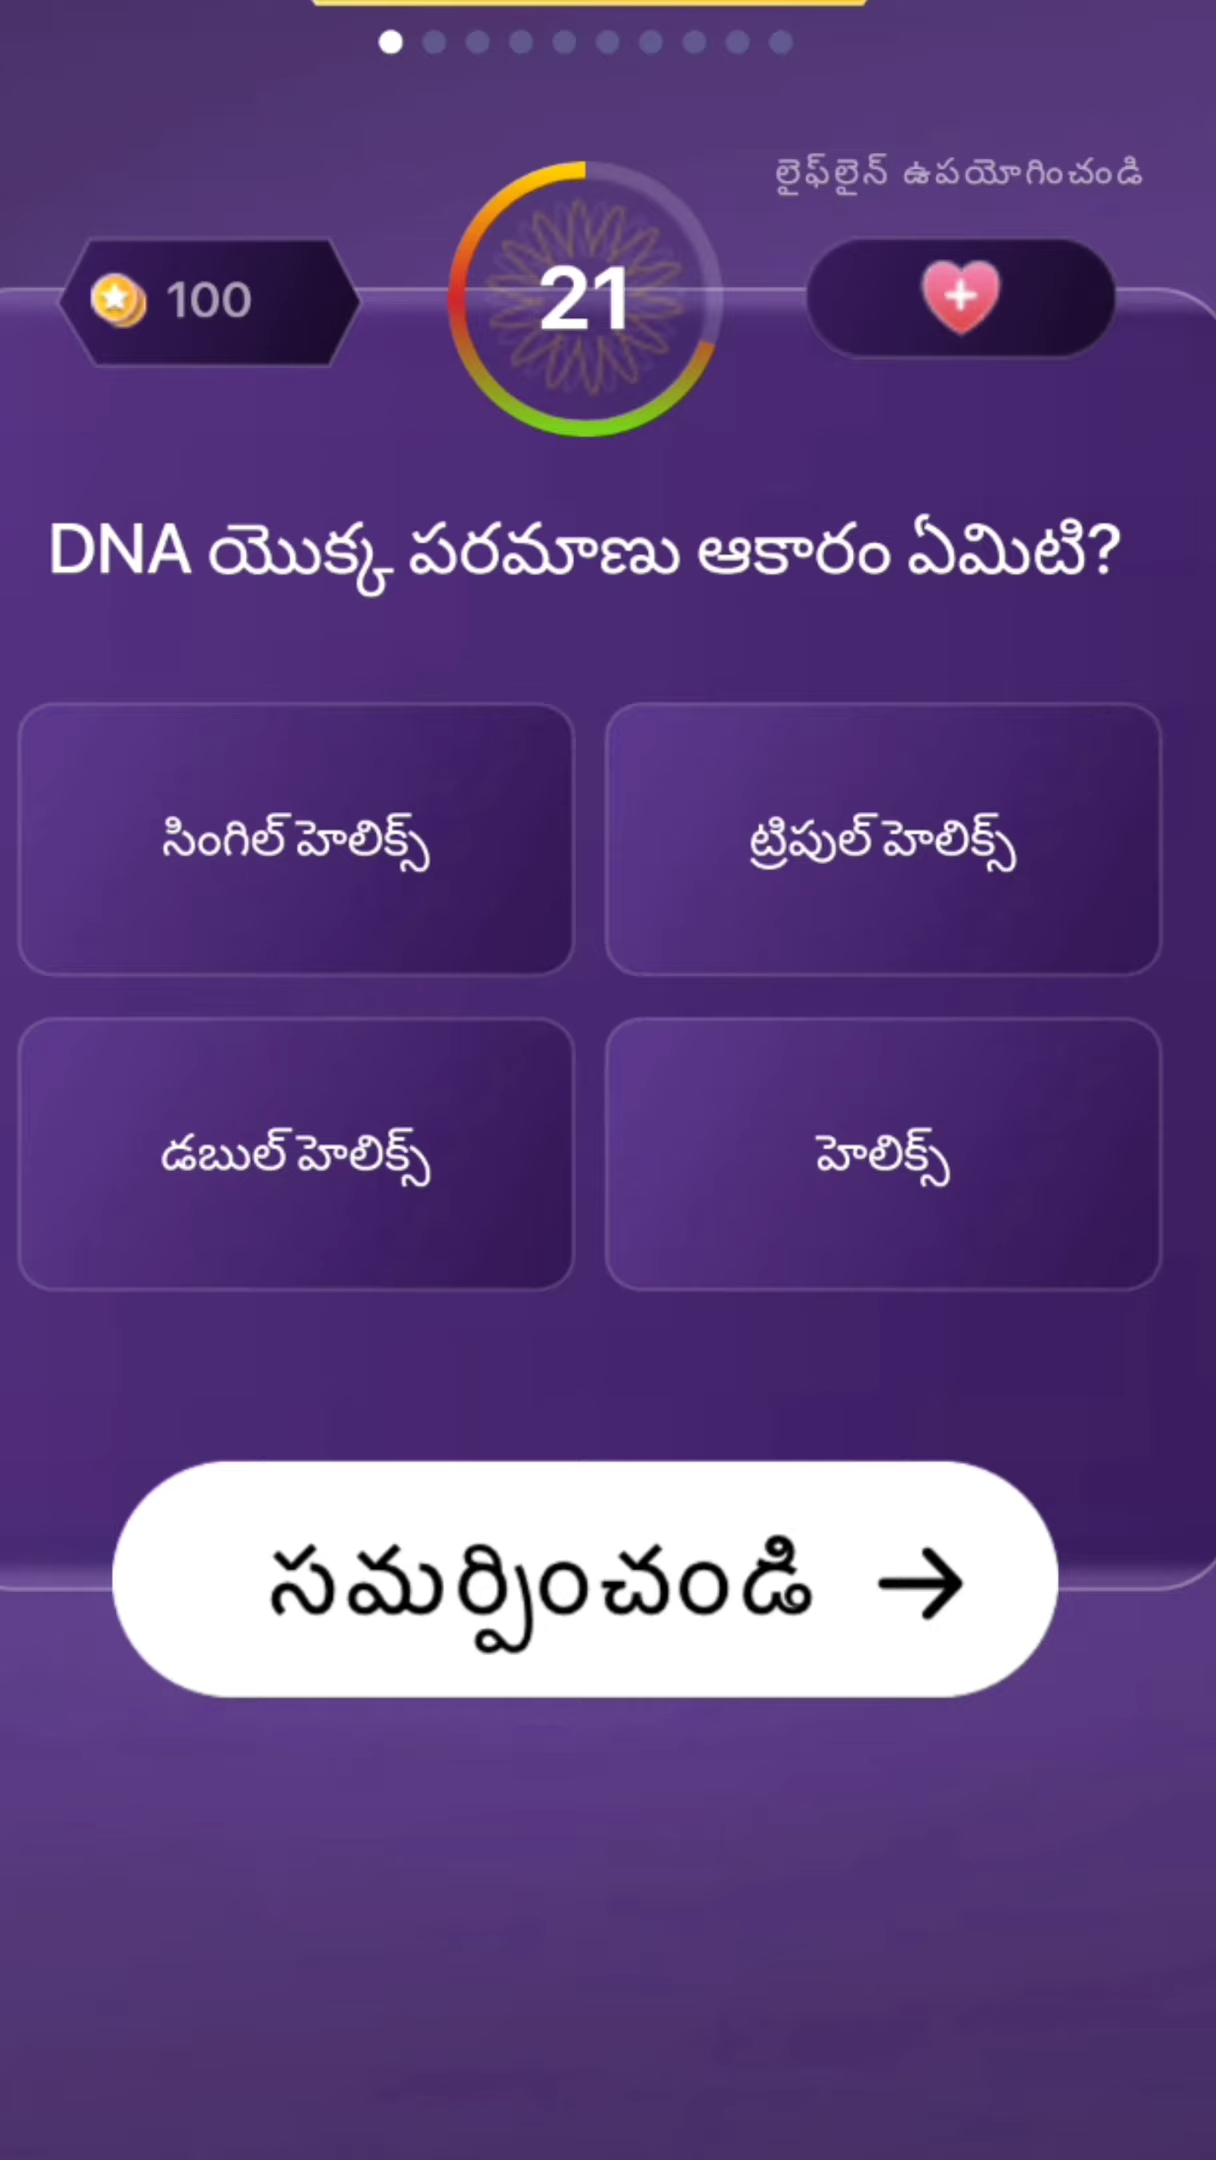 లైఫ్‌లైన్ ఉపయోగించండి
100
21
DNA యొక్క పరమాణు ఆకారం ఏమిటి?
సింగిల్ హెలిక్స్
ట్రిపుల్ హెలిక్స్
డబుల్ హెలిక్స్
హెలిక్స్
సమర్పించండి